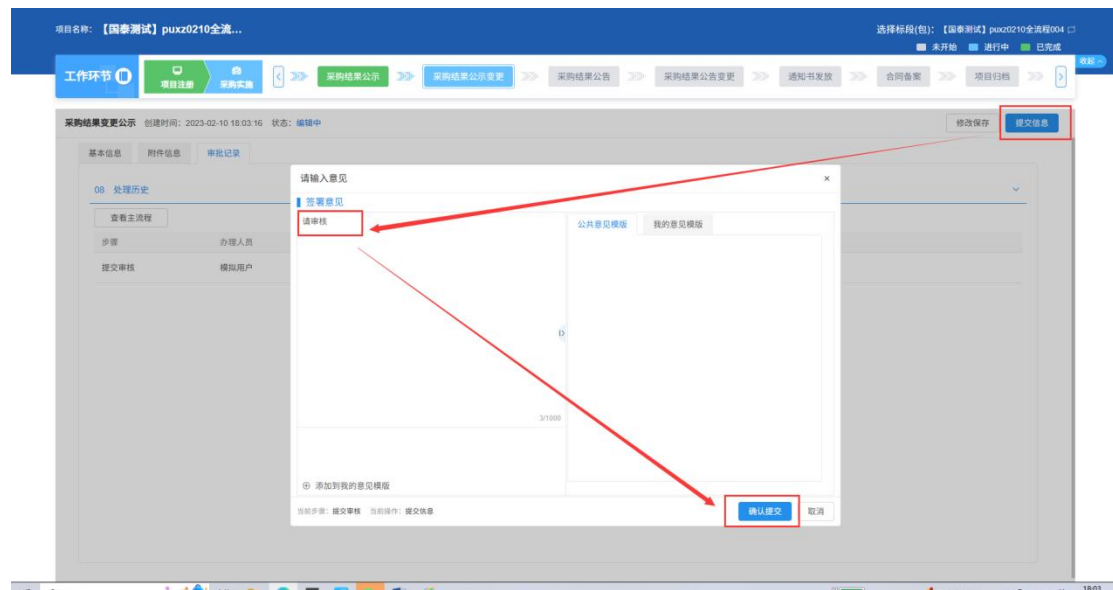 项目名称: 【国泰测试】puxz0210全流...
选择标段(包): 【国泰测试】puxz0210全流程004
未开始 进行中 已完成
收起
工作环节 项目注册 采购实施 采购结果公示 采购结果公示变更 采购结果公告 采购结果公告变更 通知书发放 合同备案 项目归档
采购结果变更公示 创建时间: 2023-02-10 18:03:16 状态: 编辑中 修改保存 提交信息
基本信息 附件信息 审批记录
请输入意见 ×
08 处理历史
签署意见
查看主流程
请审核
公共意见模版 我的意见模版
步骤 办理人员
提交审核 模拟用户
3/1000
添加到我的意见模版
当前步骤: 提交审核 当前操作: 提交信息 确认提交 取消
18:03